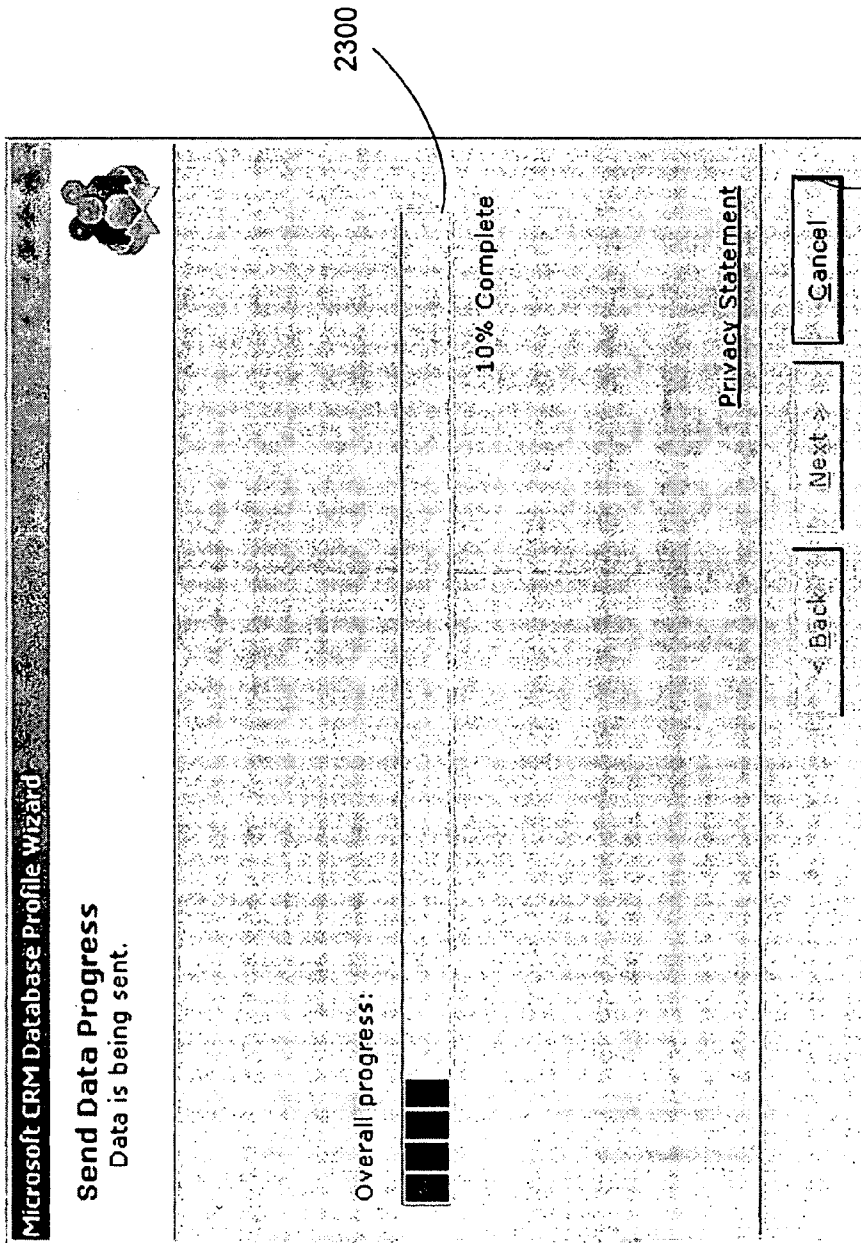 Microsoft CRM Database Profile Wizard
Send Data Progress
Data is being sent.
Overall progress:
10% Complete
Privacy Statement
< Back
Next >
Cancel
2300